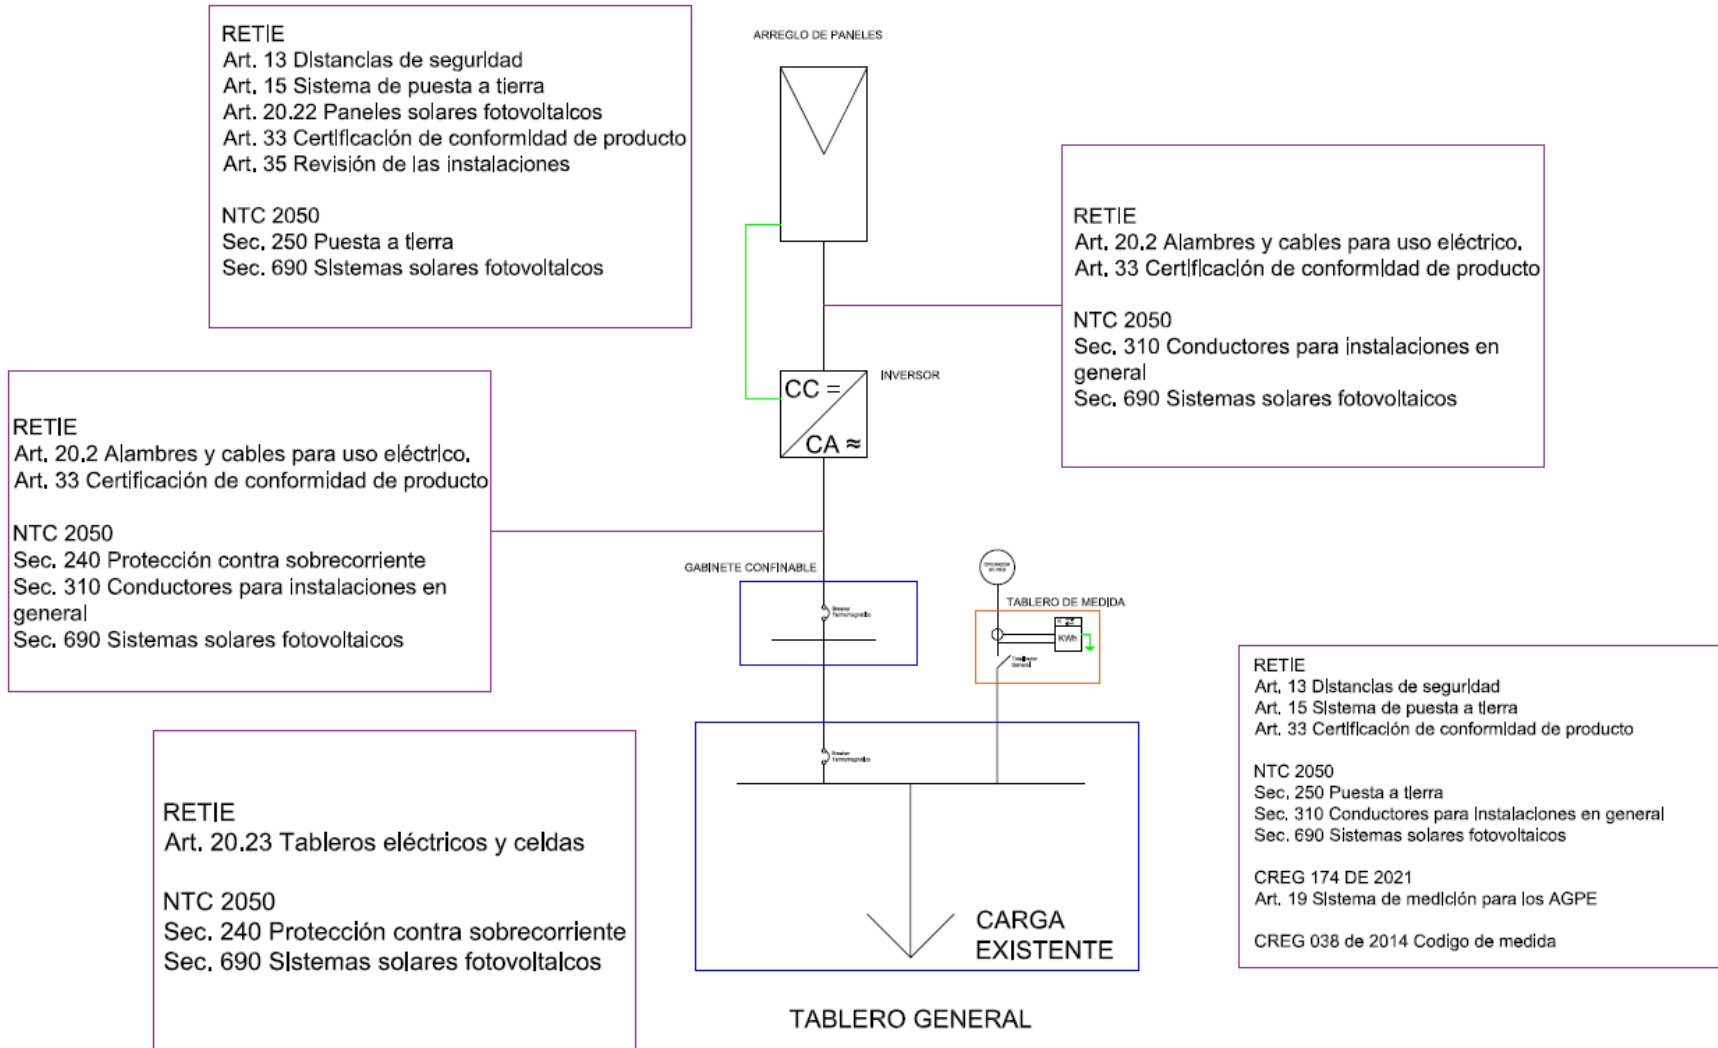 RETIE
Art. 13 Distancias de seguridad
Art. 15 Sistema de puesta a tierra
Art. 20.22 Paneles solares fotovoltaicos
Art. 33 Certificación de conformidad de producto
Art. 35 Revisión de las instalaciones
NTC 2050
Sec. 250 Puesta a tierra
Sec. 690 Sistemas solares fotovoltaicos
ARREGLO DE PANELES
RETIE
Art. 20.2 Alambres y cables para uso eléctrico.
Art. 33 Certificación de conformidad de producto
NTC 2050
Sec. 310 Conductores para instalaciones en
general
Sec. 690 Sistemas solares fotovoltaicos
CC =
CA ≈
INVERSOR
RETIE
Art. 20.2 Alambres y cables para uso eléctrico.
Art. 33 Certificación de conformidad de producto
NTC 2050
Sec. 240 Protección contra sobrecorriente
Sec. 310 Conductores para instalaciones en
general
Sec. 690 Sistemas solares fotovoltaicos
GABINETE CONFINABLE
Breaker
Termomagnético
TABLERO DE MEDIDA
KWh
Totalizador
General
RETIE
Art. 13 Distancias de seguridad
Art. 15 Sistema de puesta a tierra
Art. 33 Certificación de conformidad de producto
NTC 2050
Sec. 250 Puesta a tierra
Sec. 310 Conductores para instalaciones en general
Sec. 690 Sistemas solares fotovoltaicos
CREG 174 DE 2021
Art. 19 Sistema de medición para los AGPE
CREG 038 de 2014 Codigo de medida
RETIE
Art. 20.23 Tableros eléctricos y celdas
NTC 2050
Sec. 240 Protección contra sobrecorriente
Sec. 690 Sistemas solares fotovoltaicos
Breaker
Termomagnético
CARGA
EXISTENTE
TABLERO GENERAL